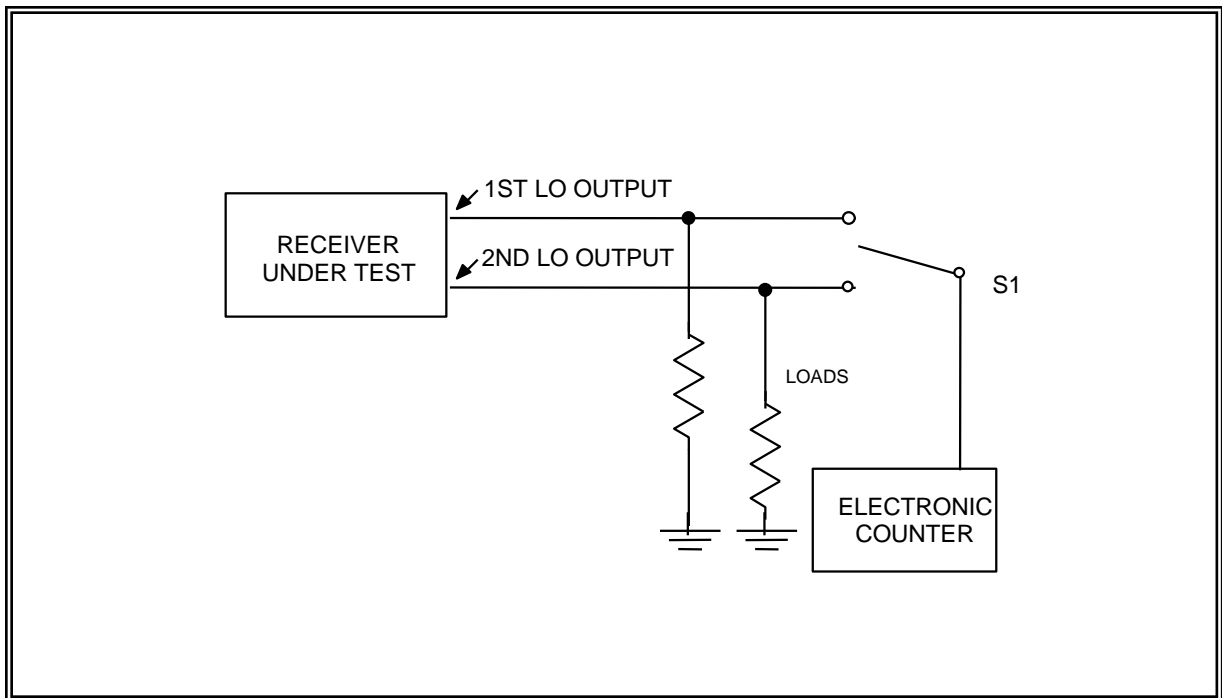 1ST LO OUTPUT
RECEIVER
UNDER TEST
2ND LO OUTPUT
S1
LOADS
ELECTRONIC
COUNTER